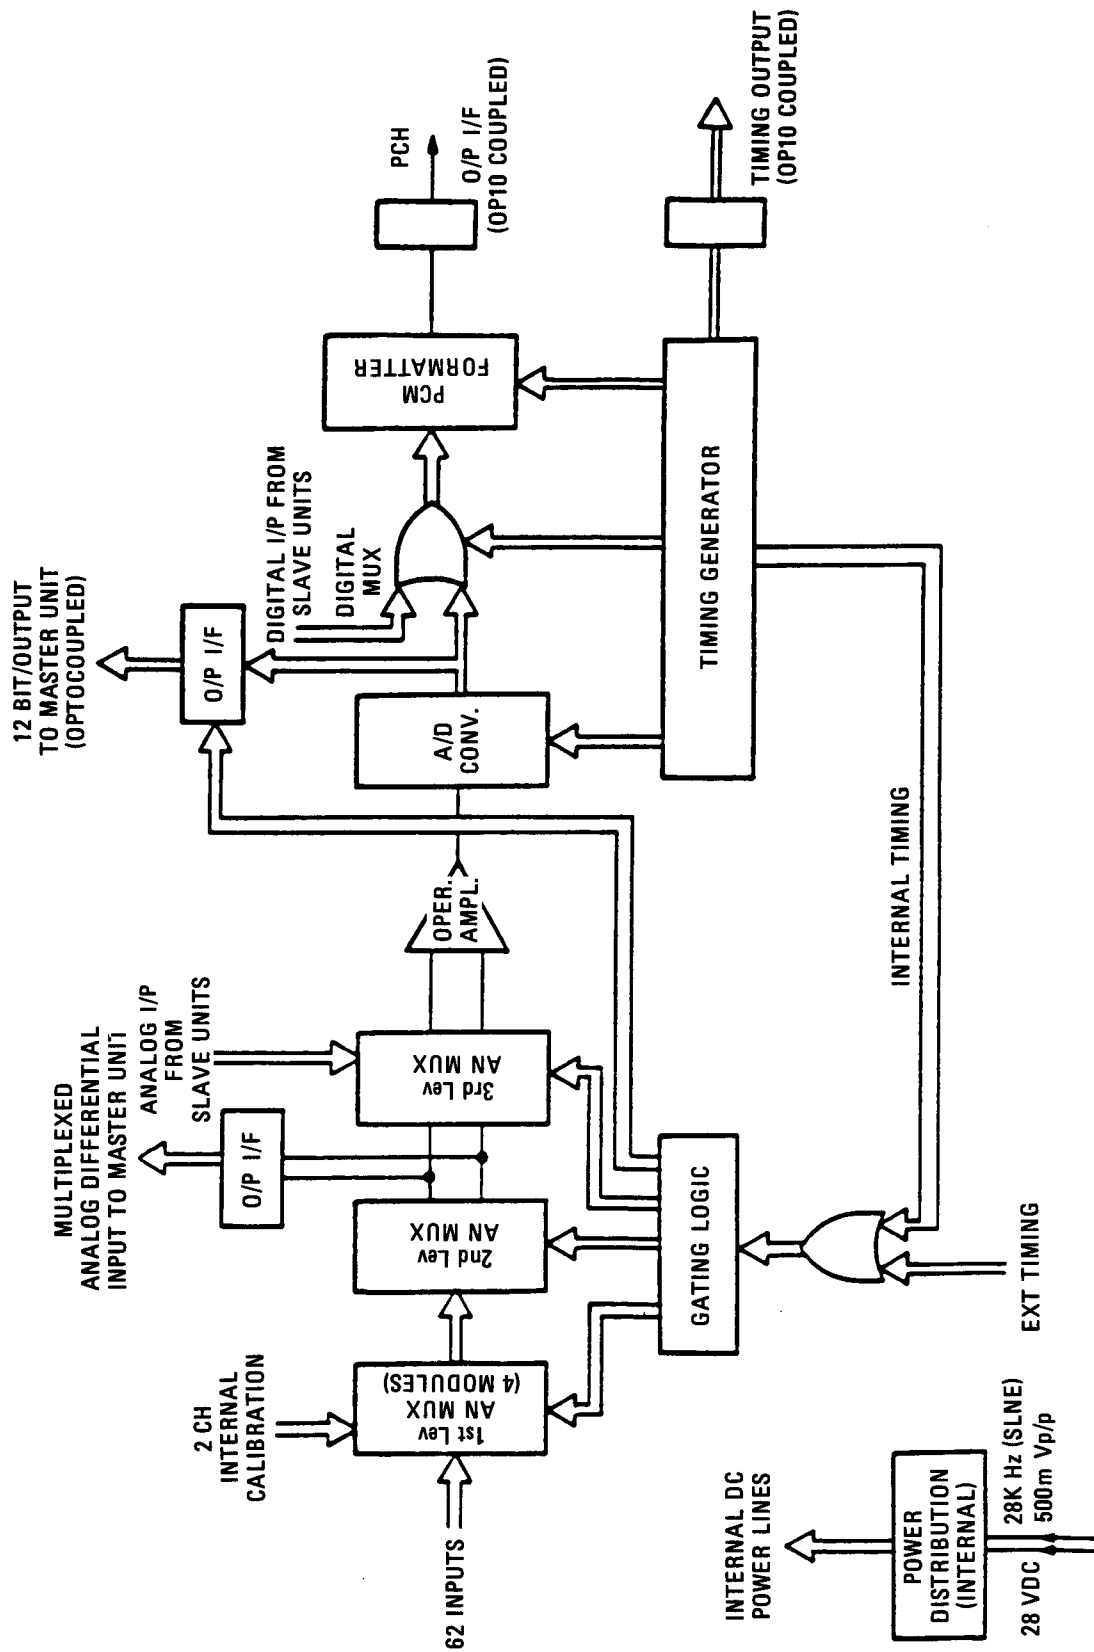 62 INPUTS
2 CH
INTERNAL
CALIBRATION
1st Lev
AN MUX
(4 MODULES)
2nd Lev
AN MUX
MULTIPLEXED
ANALOG DIFFERENTIAL
INPUT TO MASTER UNIT
O/P I/F
ANALOG I/P
FROM
SLAVE UNITS
3rd Lev
AN MUX
OPER.
AMPL.
A/D
CONV.
12 BIT/OUTPUT
TO MASTER UNIT
(OPTOCOUPLED)
O/P I/F
DIGITAL I/P FROM
SLAVE UNITS
DIGITAL
MUX
PCM
FORMATTER
PCH
O/P I/F
(OP10 COUPLED)
GATING LOGIC
TIMING GENERATOR
TIMING OUTPUT
(OP10 COUPLED)
INTERNAL TIMING
EXT TIMING
INTERNAL DC
POWER LINES
POWER
DISTRIBUTION
(INTERNAL)
28 VDC
28K Hz (SLNE)
500m Vp/p